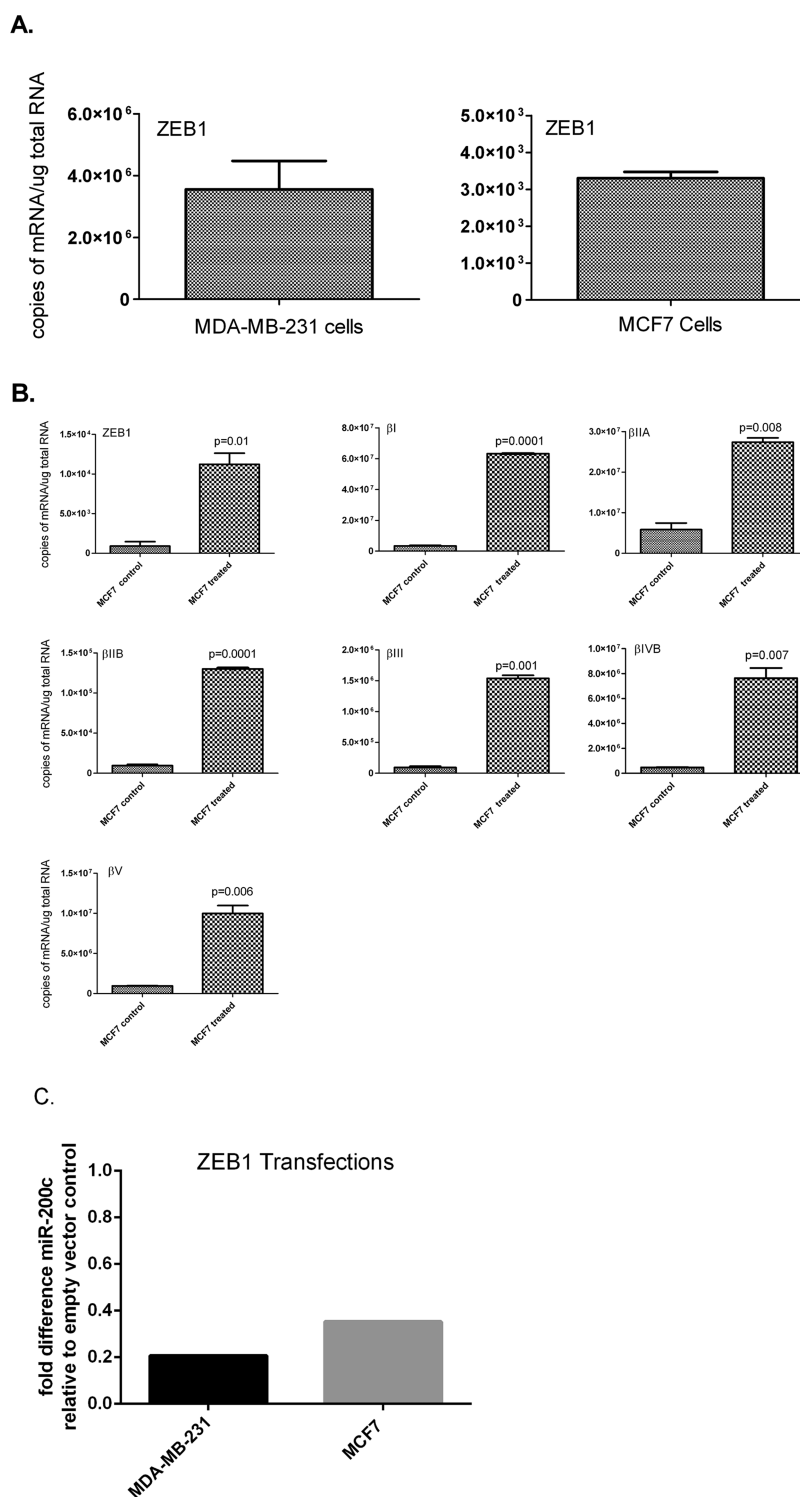 A.
copies of mRNA/ug total RNA
ZEB1
6.0×10⁶
4.0×10⁶
2.0×10⁶
0
MDA-MB-231 cells
ZEB1
5.0×10³
4.0×10³
3.0×10³
2.0×10³
1.0×10³
0
MCF7 Cells
B.
copies of mRNA/ug total RNA
ZEB1
1.5×10⁴
1.0×10⁴
5.0×10³
0
p=0.01
MCF7 control
MCF7 treated
βI
8.0×10⁷
6.0×10⁷
4.0×10⁷
2.0×10⁷
0
p=0.0001
MCF7 control
MCF7 treated
βIIA
3.0×10⁷
2.0×10⁷
1.0×10⁷
0
p=0.008
MCF7 control
MCF7 treated
copies of mRNA/ug total RNA
βIIB
1.5×10⁵
1.0×10⁵
5.0×10⁴
0
p=0.0001
MCF7 control
MCF7 treated
βIII
2.0×10⁶
1.5×10⁶
1.0×10⁶
5.0×10⁵
0
p=0.001
MCF7 control
MCF7 treated
βIVB
1.0×10⁷
8.0×10⁶
6.0×10⁶
4.0×10⁶
2.0×10⁶
0
p=0.007
MCF7 control
MCF7 treated
copies of mRNA/ug total RNA
βV
1.5×10⁷
1.0×10⁷
5.0×10⁶
0
p=0.006
MCF7 control
MCF7 treated
C.
ZEB1 Transfections
fold difference miR-200c
relative to empty vector control
1.0
0.8
0.6
0.4
0.2
0.0
MDA-MB-231
MCF7